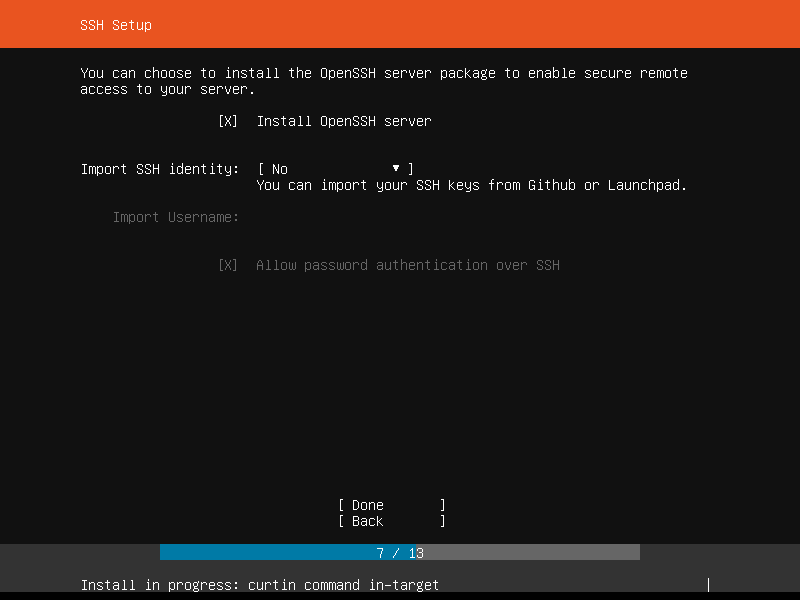 SSH Setup
You can choose to install the OpenSSH server package to enable secure remote
access to your server.
[X] Install OpenSSH server
Import SSH identity: [ No ▼ ]
You can import your SSH keys from Github or Launchpad.
Import Username:
[X] Allow password authentication over SSH
[ Done ]
[ Back ]
7 / 13
Install in progress: curtin command in-target